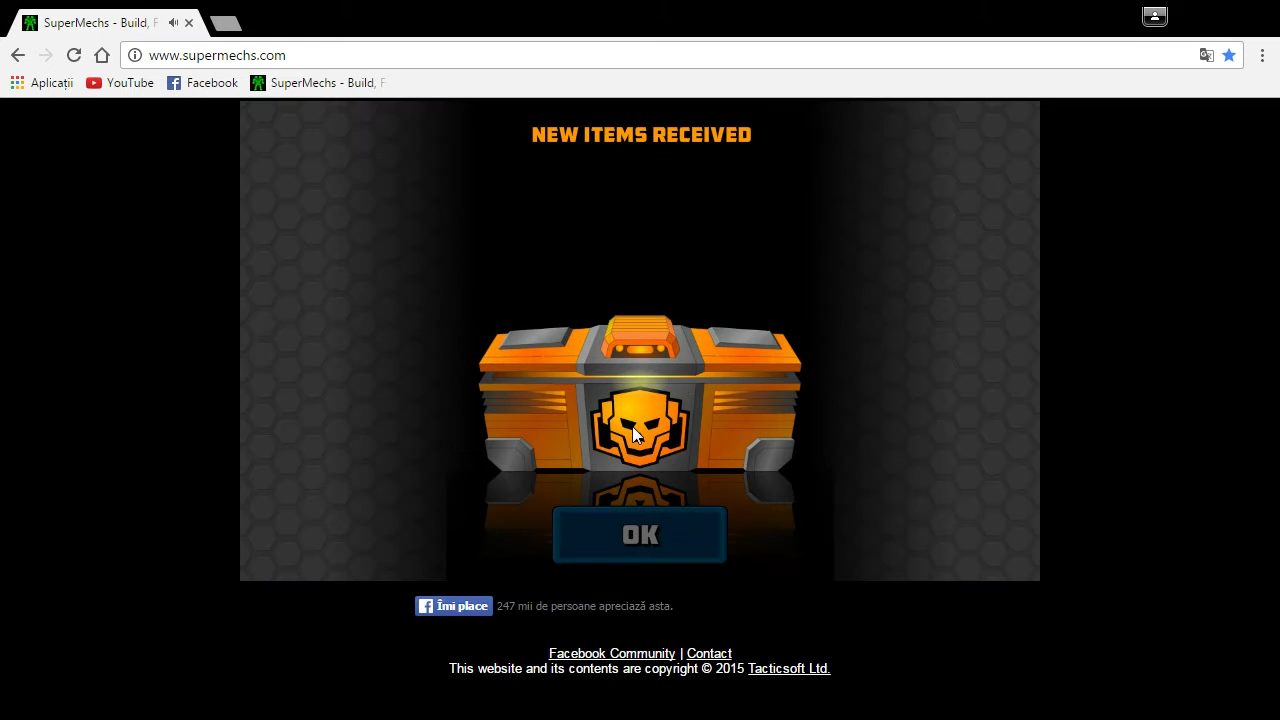 SuperMechs - Build, F
www.supermechs.com
Aplicații YouTube Facebook SuperMechs - Build, F
NEW ITEMS RECEIVED
OK
Îmi place 247 mii de persoane apreciază asta.
Facebook Community | Contact
This website and its contents are copyright © 2015 Tacticsoft Ltd.